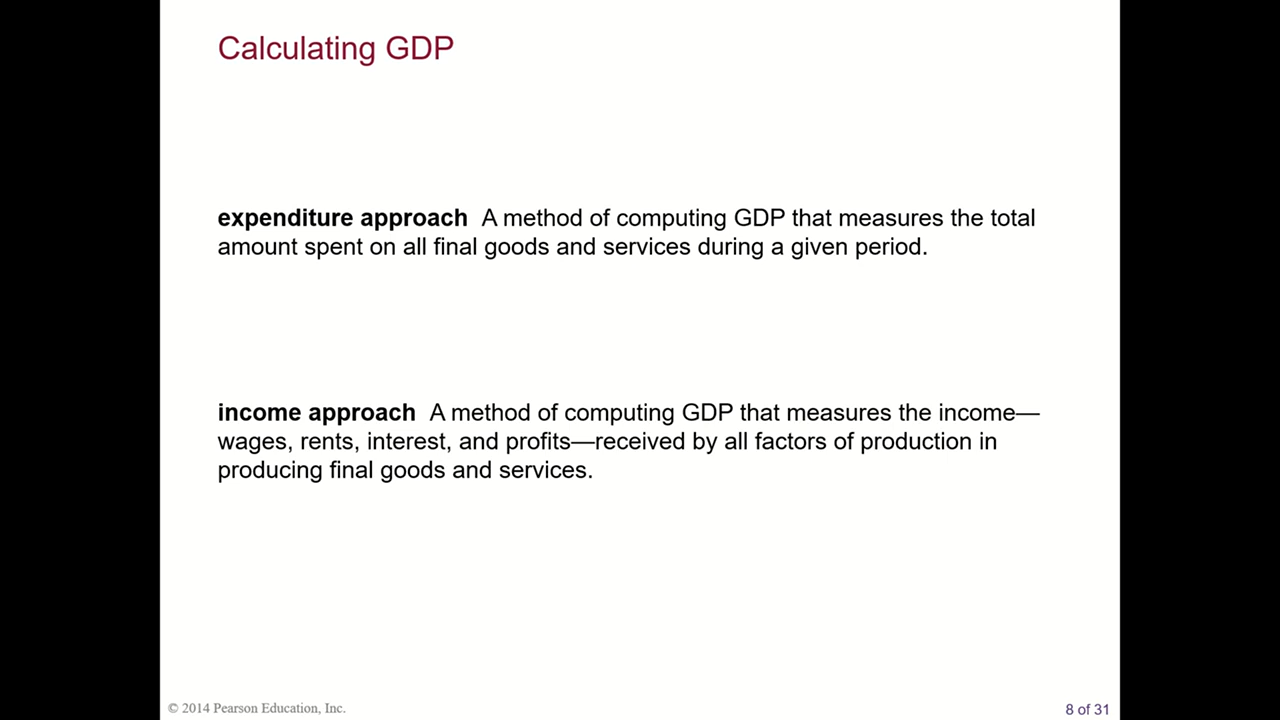 Calculating GDP
expenditure approach A method of computing GDP that measures the total
amount spent on all final goods and services during a given period.
income approach A method of computing GDP that measures the income—
wages, rents, interest, and profits—received by all factors of production in
producing final goods and services.
© 2014 Pearson Education, Inc.
8 of 31